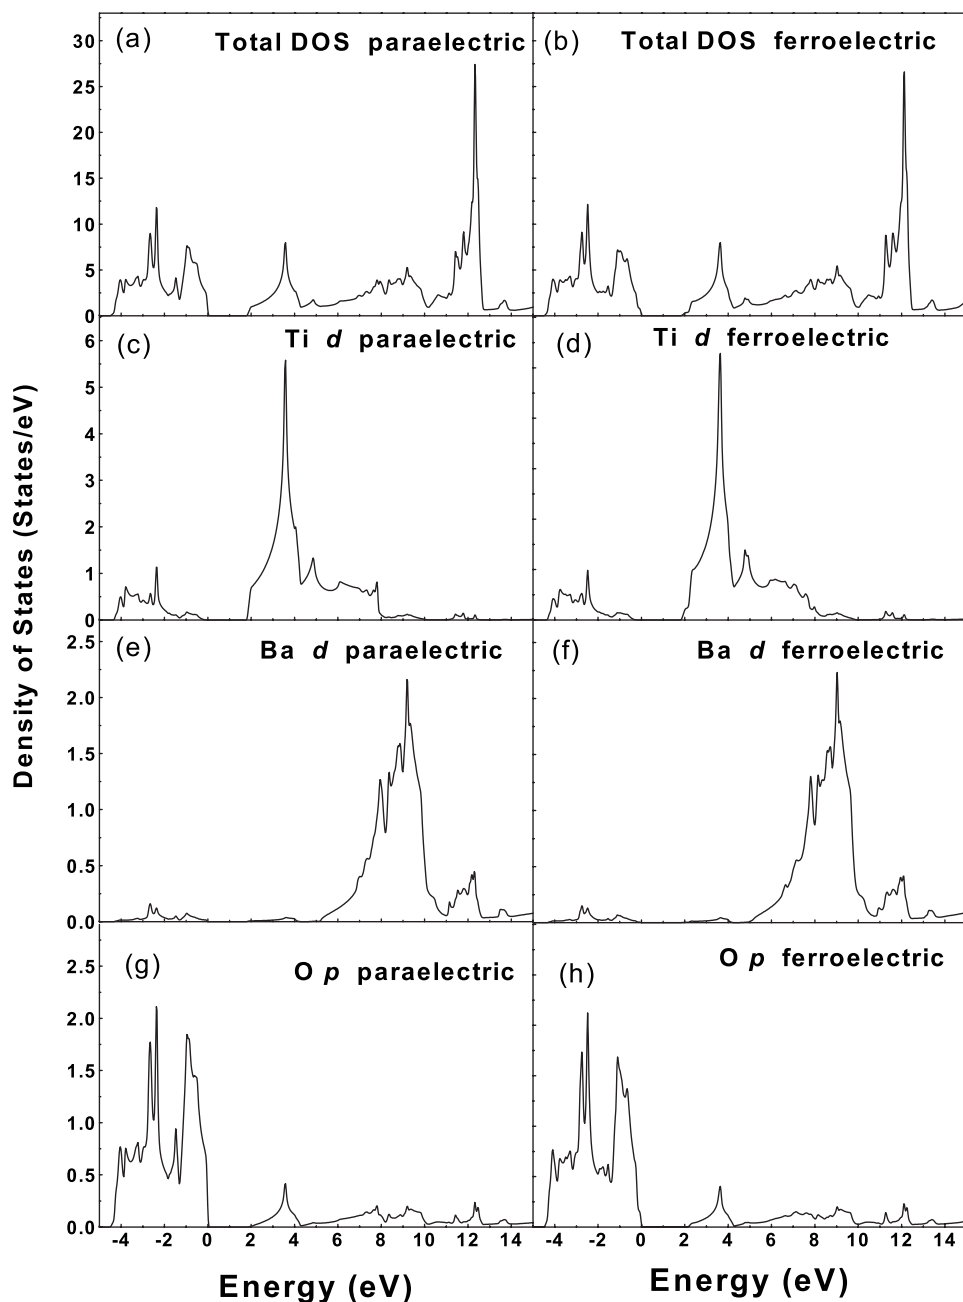 (a) Total DOS paraelectric
(b) Total DOS ferroelectric
30
25
20
15
10
5
0
(c) Ti d paraelectric
(d) Ti d ferroelectric
6
5
4
3
2
1
0
(e) Ba d paraelectric
(f) Ba d ferroelectric
2.5
2.0
1.5
1.0
0.5
0.0
(g) O p paraelectric
(h) O p ferroelectric
2.5
2.0
1.5
1.0
0.5
0.0
-4 -2 0 2 4 6 8 10 12 14
-4 -2 0 2 4 6 8 10 12 14
Density of States (States/eV)
Energy (eV)
Energy (eV)